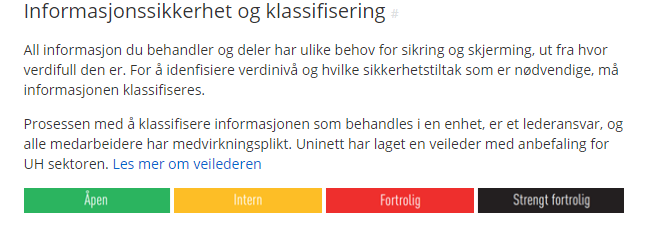 Informasjonssikkerhet og klassifisering #
All informasjon du behandler og deler har ulike behov for sikring og skjerming, ut fra hvor
verdifull den er. For å idenfisiere verdinivå og hvilke sikkerhetstiltak som er nødvendige, må
informasjonen klassifiseres.
Prosessen med å klassifisere informasjonen som behandles i en enhet, er et lederansvar, og
alle medarbeidere har medvirkningsplikt. Uninett har laget en veileder med anbefaling for
UH sektoren. Les mer om veilederen
Åpen Intern Fortrolig Strengt fortrolig